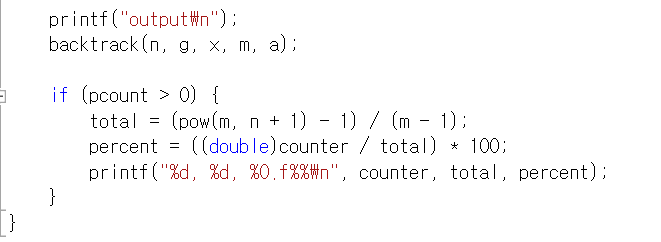 printf("output₩n");
backtrack(n, g, x, m, a);
if (pcount > 0) {
total = (pow(m, n + 1) - 1) / (m - 1);
percent = ((double)counter / total) * 100;
printf("%d, %d, %0.f%%₩n", counter, total, percent);
}
}